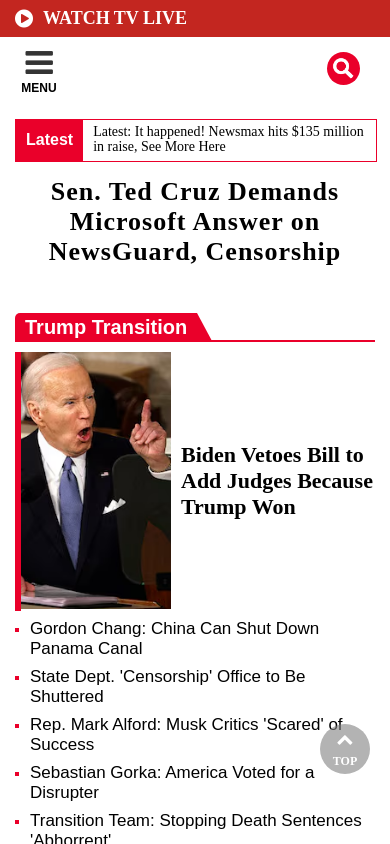 WATCH TV LIVE
MENU
Latest
Latest: It happened! Newsmax hits $135 million
in raise, See More Here
Sen. Ted Cruz Demands
Microsoft Answer on
NewsGuard, Censorship
Trump Transition
Biden Vetoes Bill to
Add Judges Because
Trump Won
Gordon Chang: China Can Shut Down
Panama Canal
State Dept. 'Censorship' Office to Be
Shuttered
Rep. Mark Alford: Musk Critics 'Scared' of
Success
Sebastian Gorka: America Voted for a
Disrupter
TOP
Transition Team: Stopping Death Sentences
'Abhorrent'